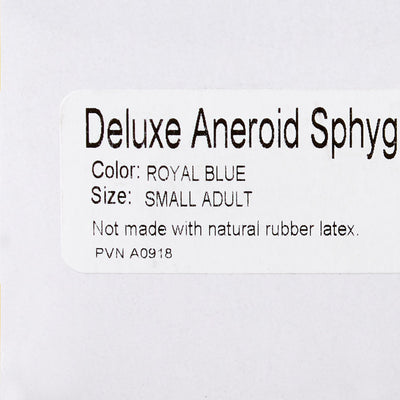 Deluxe Aneroid Sphyg
Color: ROYAL BLUE
Size: SMALL ADULT
Not made with natural rubber latex.
PVN A0918